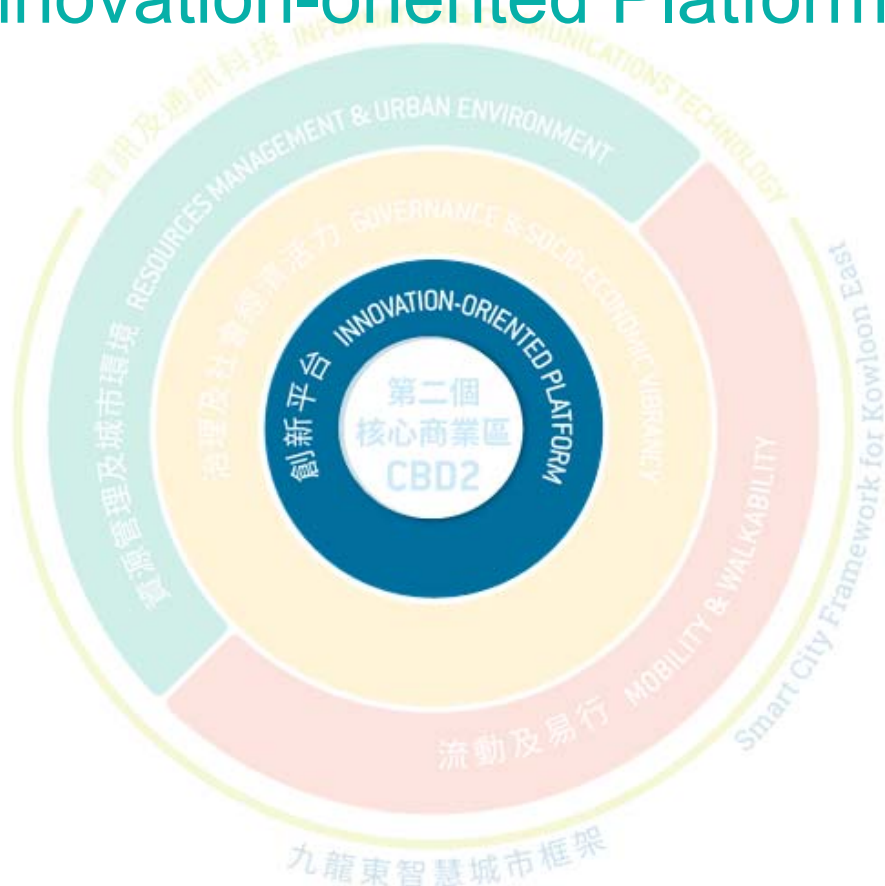 nnovation-oriented Platform
資訊及通訊科技 INFORMATION & COMMUNICATIONS TECHNOLOGY
資源管理及城市環境 RESOURCES MANAGEMENT & URBAN ENVIRONMENT
治理及社會經濟活力 GOVERNANCE & SOCIO-ECONOMIC VIBRANCY
創新平台 INNOVATION-ORIENTED PLATFORM
第二個
核心商業區
CBD2
流動及易行 MOBILITY & WALKABILITY
Smart City Framework for Kowloon East
九龍東智慧城市框架